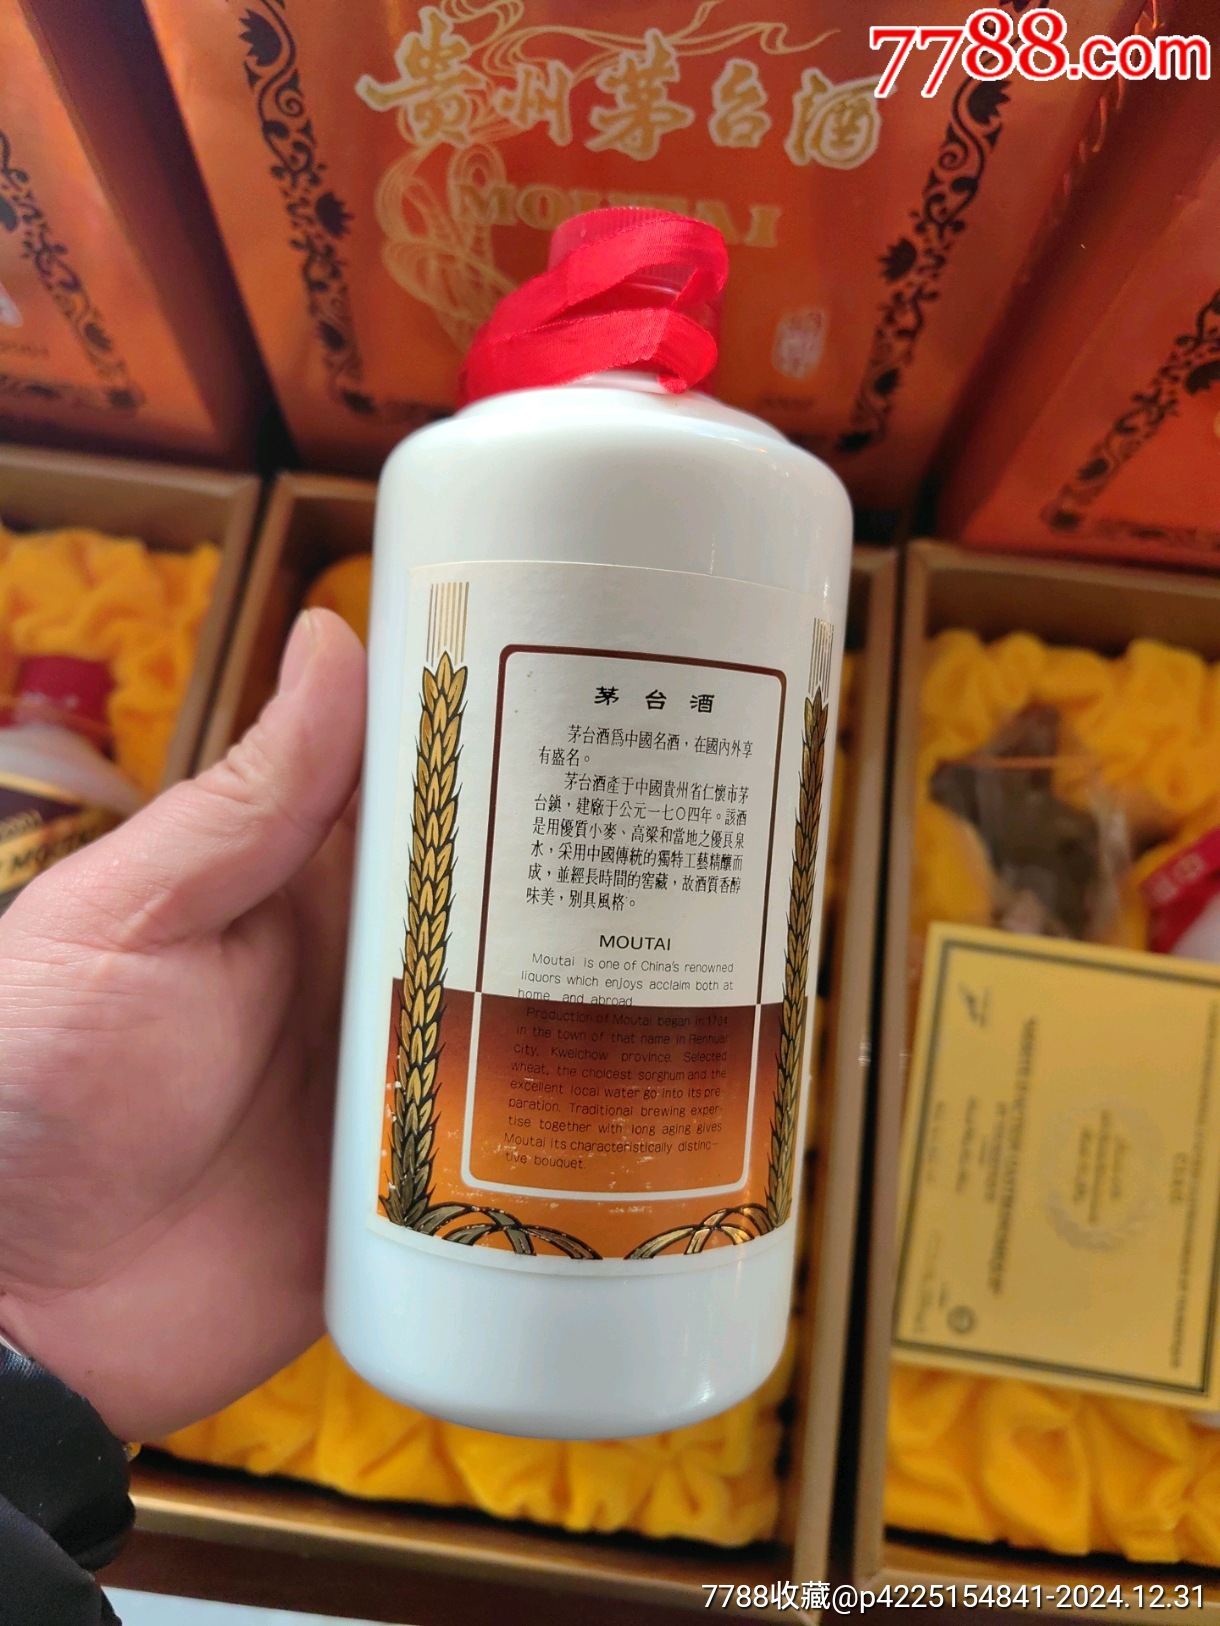 7788.com
貴州茅台酒
MOUTAI
茅台酒
茅台酒爲中國名酒，在國內外享
有盛名。
茅台酒產于中國貴州省仁懷市茅
台鎮，建廠于公元一七〇四年。該酒
是用優質小麥、高粱和當地之優良泉
水，采用中國傳統的獨特工藝精釀而
成，並經長時間的窖藏，故酒質香醇
味美，別具風格。
MOUTAI
Moutai is one of China's renowned
liquors which enjoys acclaim both at
home and abroad.
Production of Moutai began in 1704
in the town of that name in Renhuai
city, Kweichow province. Selected
wheat, the choicest sorghum and the
excellent local water go into its pre-
paration. Traditional brewing exper-
tise together with long aging gives
Moutai its characteristically distinc-
tive bouquet.
7788收藏@p4225154841-2024.12.31